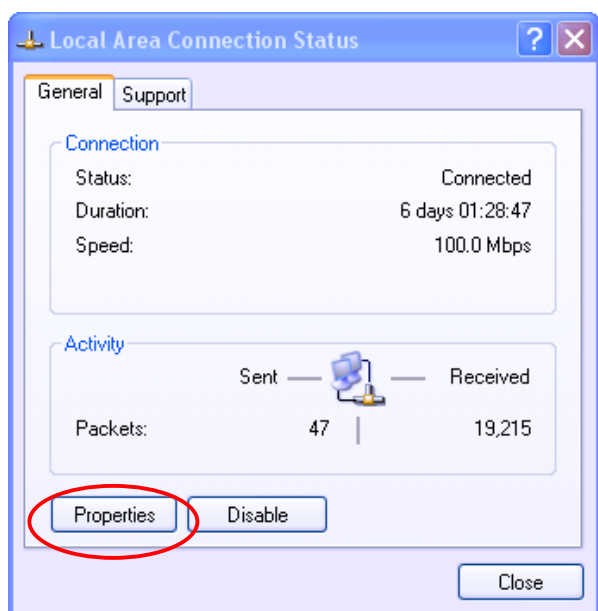 Local Area Connection Status
General Support
Connection
Status: Connected
Duration: 6 days 01:28:47
Speed: 100.0 Mbps
Activity
Sent Received
Packets: 47 19,215
Properties Disable
Close